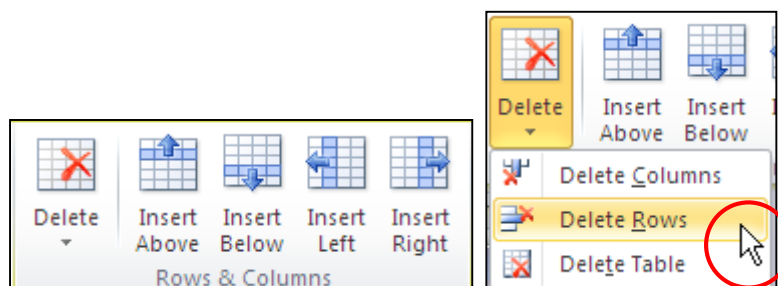 Delete Insert Insert Insert Insert
Above Below Left Right
Rows & Columns
Delete Insert Insert
Above Below
Delete Columns
Delete Rows
Delete Table